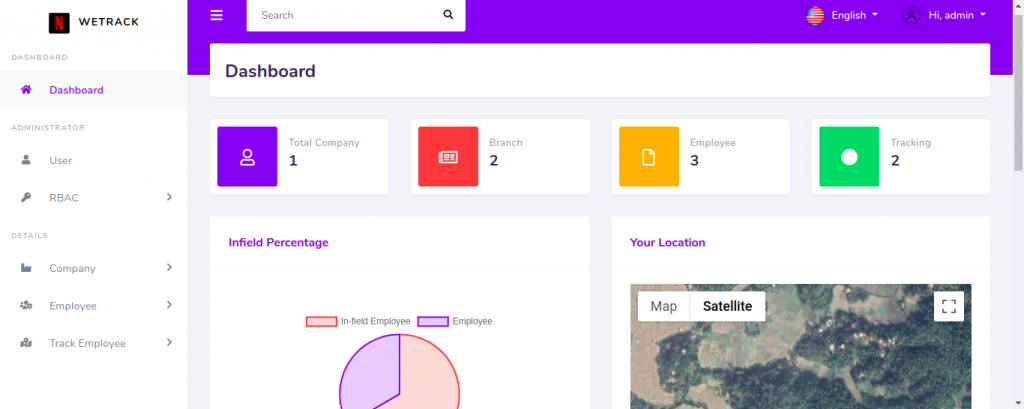 WETRACK
DASHBOARD
Dashboard
ADMINISTRATOR
User
RBAC
DETAILS
Company
Employee
Track Employee
Search
English
Hi, admin
Dashboard
Total Company
1
Branch
2
Employee
3
Tracking
2
Infield Percentage
In-field Employee
Employee
Your Location
Map
Satellite